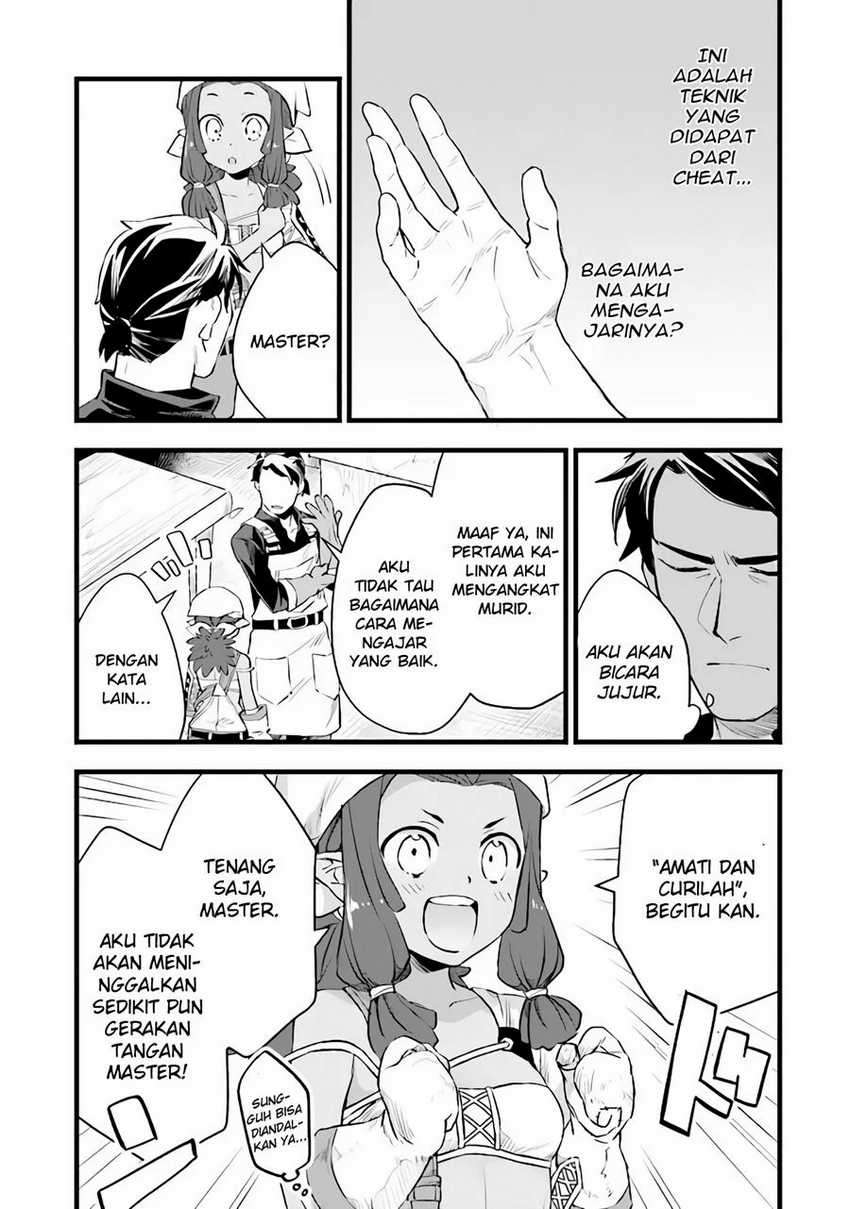 INI
ADALAH
TEKNIK
YANG
DIDAPAT
DARI
CHEAT...
BAGAIMA-
NA AKU
MENGA-
JARINYA?
MASTER?
AKU AKAN
BICARA
JUJUR.
MAAF YA, INI
PERTAMA KA-
LINYA AKU
MENGANGKAT
MURID.
AKU
TIDAK TAU
BAGAIMANA
CARA ME-
NGAJAR
YANG BAIK.
DENGAN
KATA
LAIN...
"AMATI DAN
CURILAH",
BEGITU KAN.
TENANG
SAJA,
MASTER.
AKU TIDAK
AKAN MENI-
NGGALKAN
SEDIKIT PUN
GERAKAN
TANGAN
MASTER!
SUNG-
GUH BISA
DIANDAL-
KAN YA...